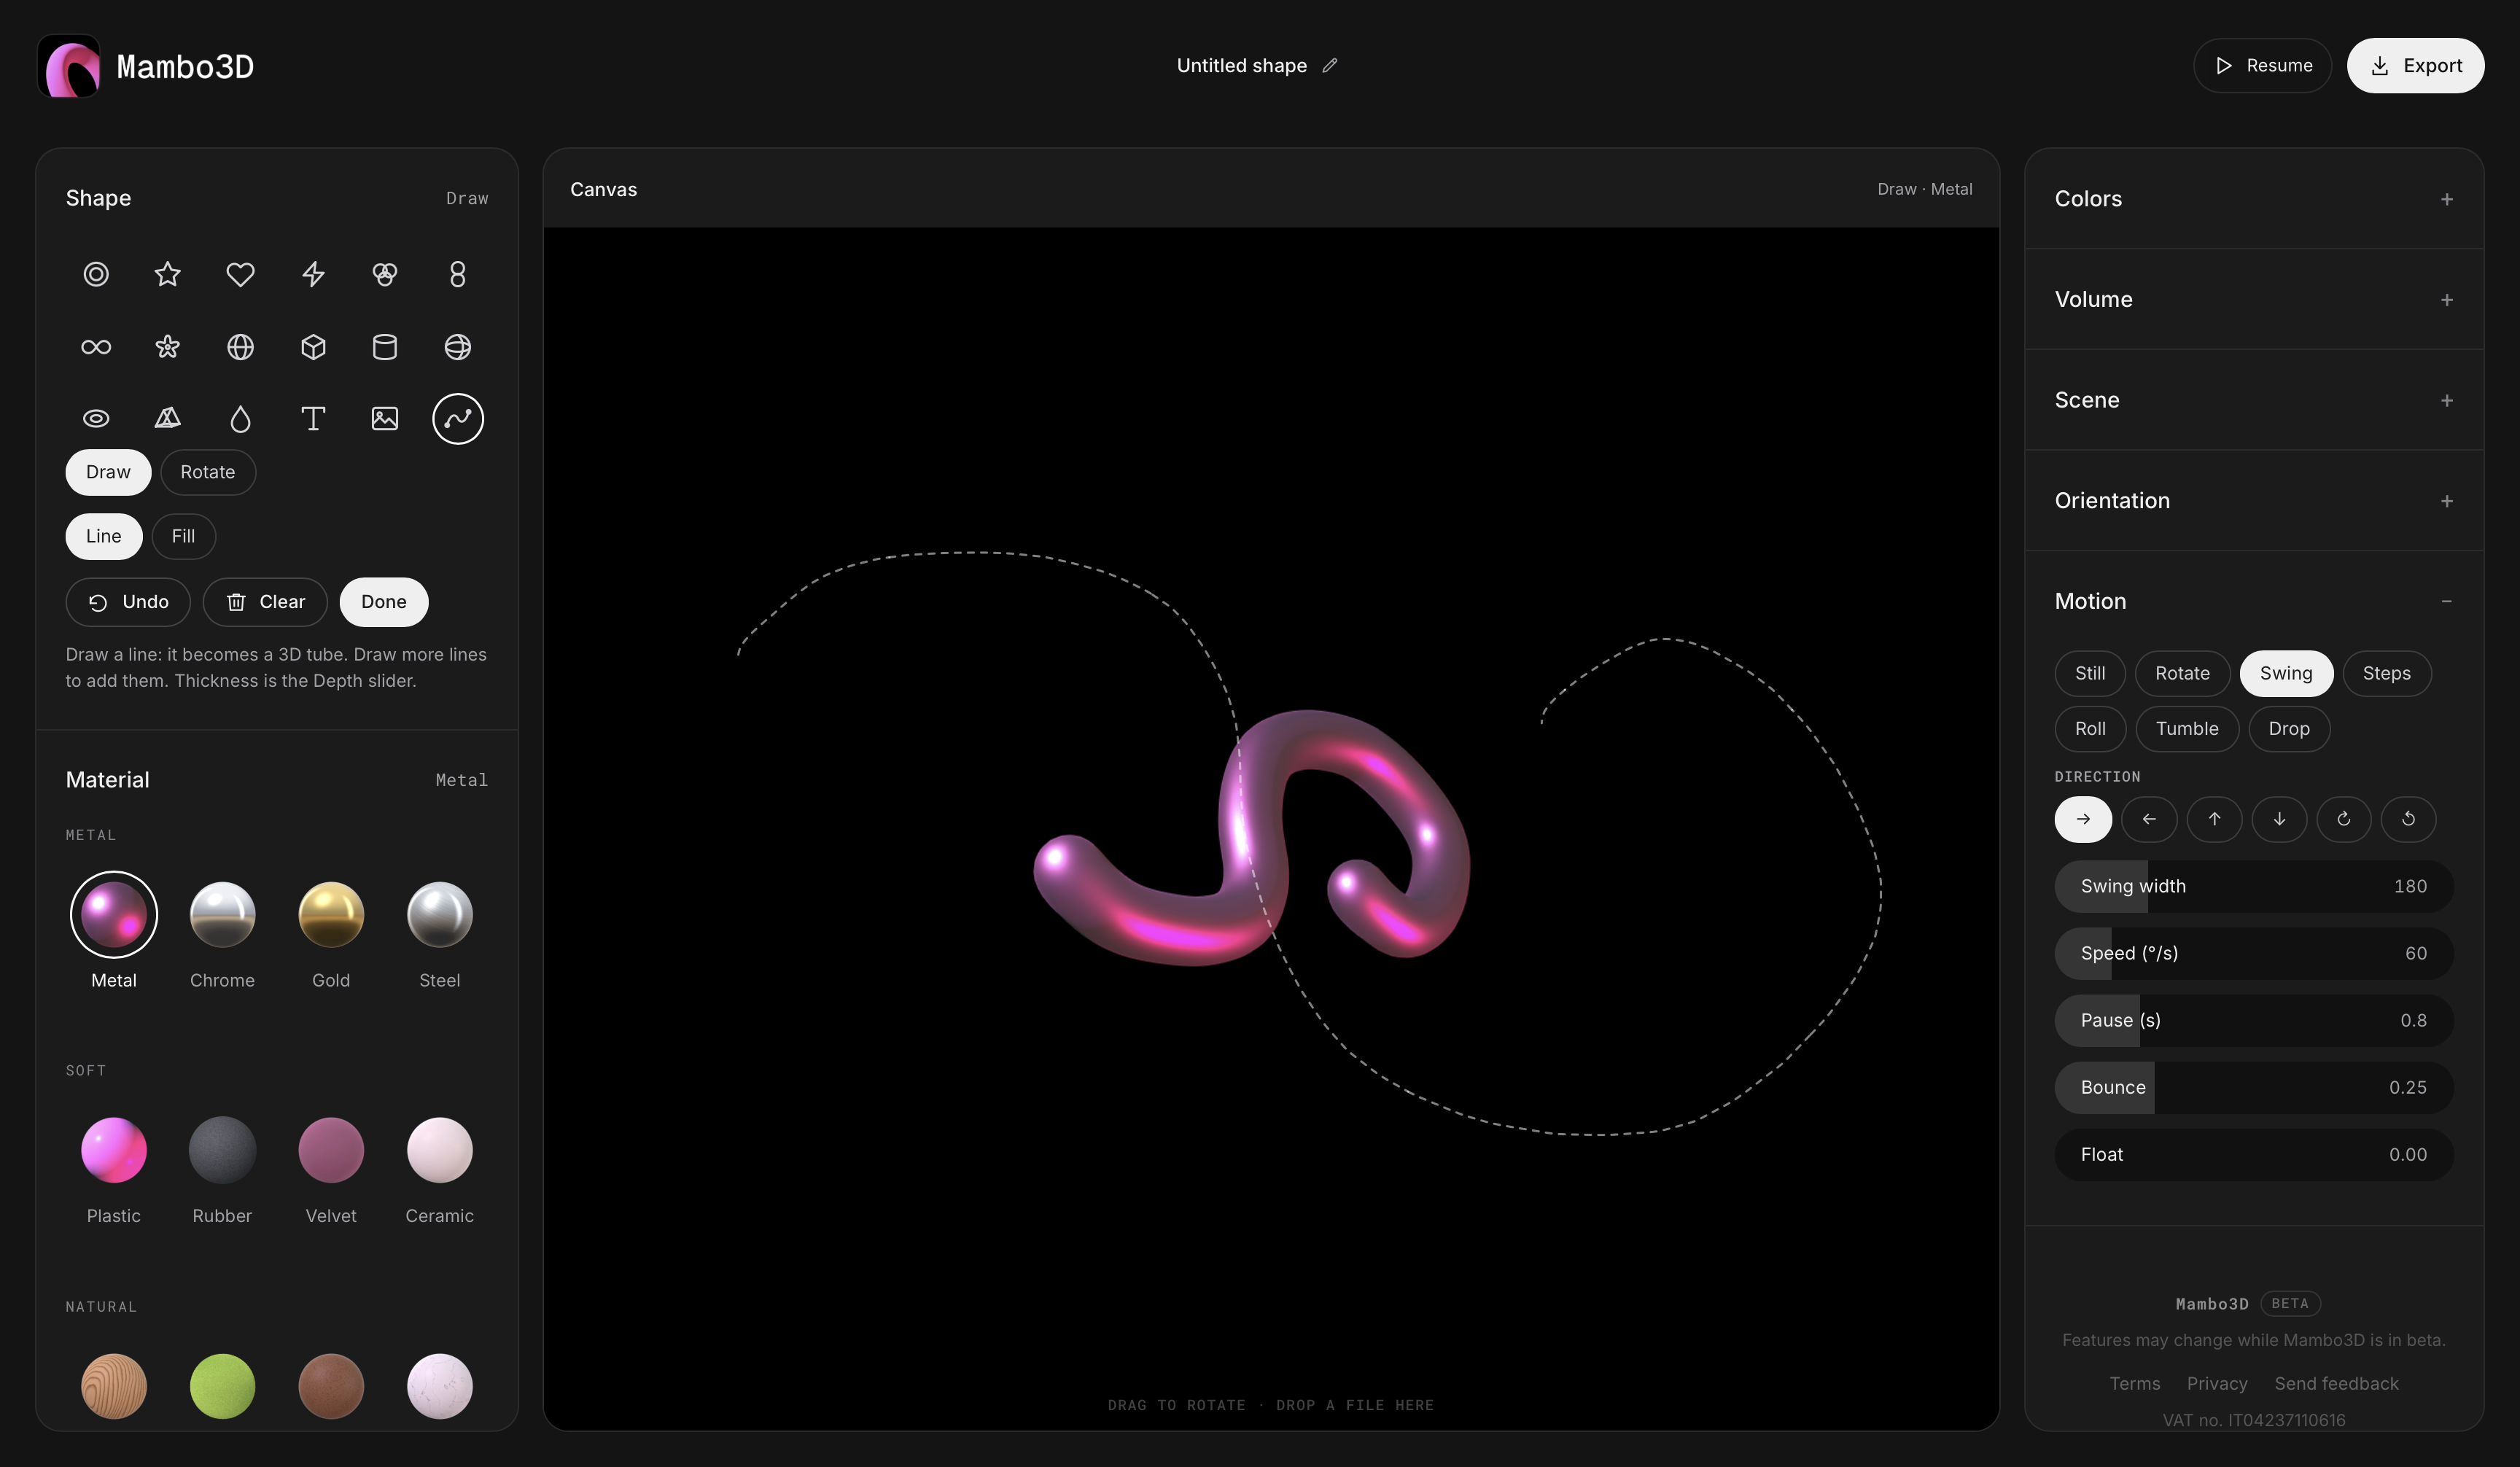 Mambo3D
Untitled shape
Resume
Export
Shape
Draw
Draw
Rotate
Line
Fill
Undo
Clear
Done
Draw a line: it becomes a 3D tube. Draw more lines
to add them. Thickness is the Depth slider.
Material
Metal
METAL
Metal
Chrome
Gold
Steel
SOFT
Plastic
Rubber
Velvet
Ceramic
NATURAL
Canvas
Draw · Metal
DRAG TO ROTATE · DROP A FILE HERE
Colors
Volume
Scene
Orientation
Motion
Still
Rotate
Swing
Steps
Roll
Tumble
Drop
DIRECTION
Swing width 180
Speed (°/s) 60
Pause (s) 0.8
Bounce 0.25
Float 0.00
Mambo3D BETA
Features may change while Mambo3D is in beta.
Terms Privacy Send feedback
VAT no. IT04237110616